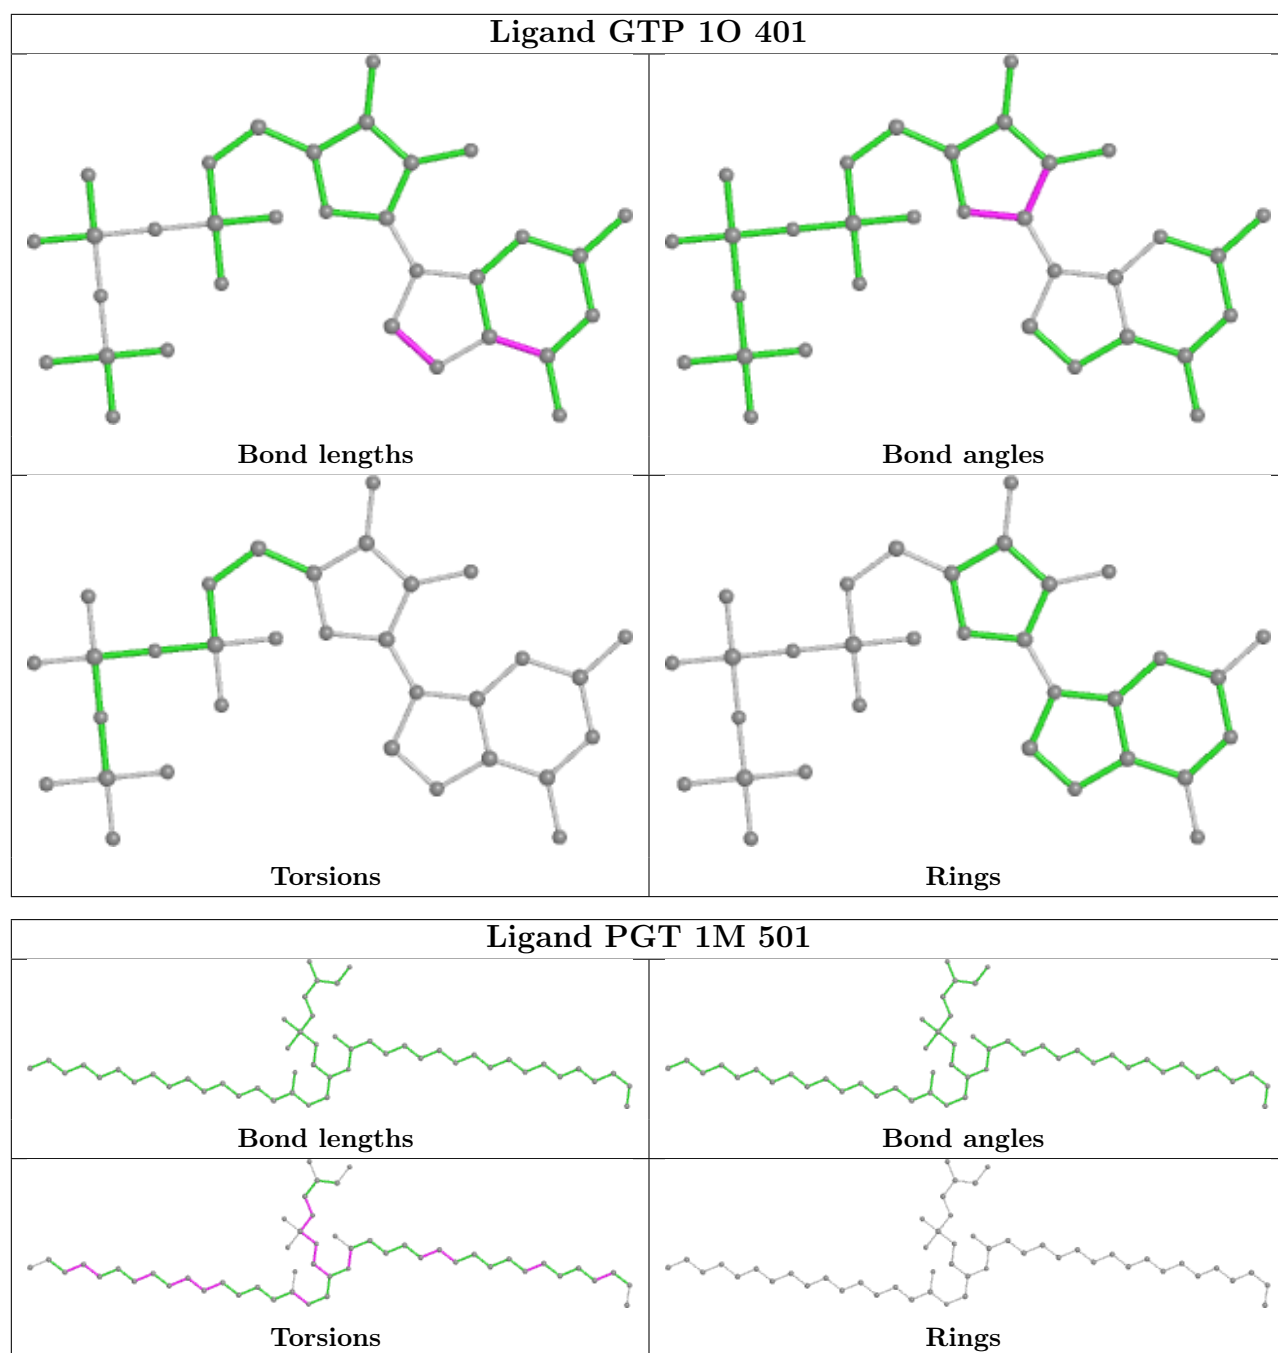 Ligand GTP 1O 401
Bond lengths
Bond angles
Torsions
Rings
Ligand PGT 1M 501
Bond lengths
Bond angles
Torsions
Rings